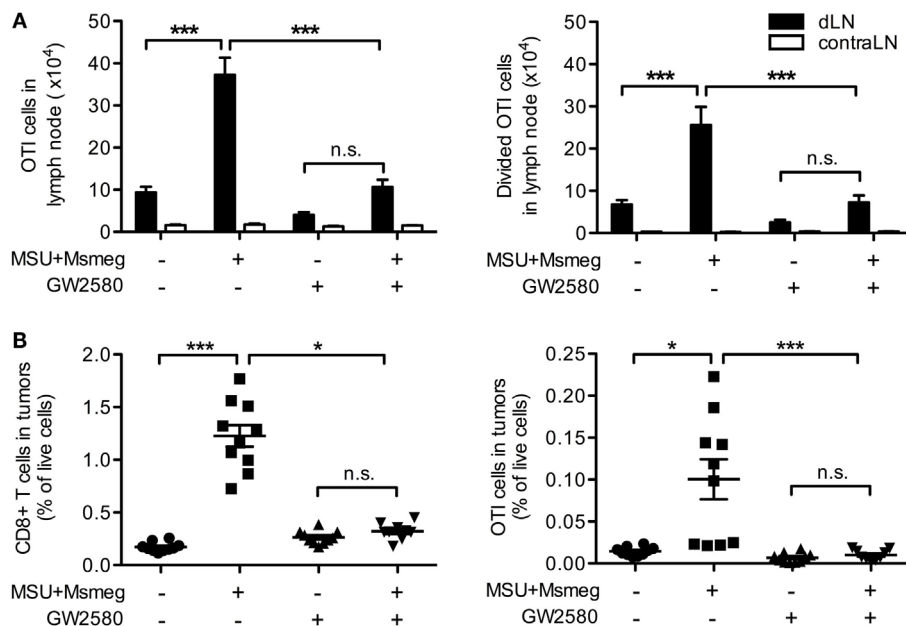 A
OTI cells in
lymph node ( x10⁴)
50
40
30
20
10
0
***
***
n.s.
MSU+Msmeg - + - +
GW2580 - - + +
Divided OTI cells
in lymph node (x10⁴)
50
40
30
20
10
0
***
***
n.s.
dLN
contraLN
MSU+Msmeg - + - +
GW2580 - - + +
B
CD8+ T cells in tumors
(% of live cells)
2.0
1.5
1.0
0.5
0.0
***
*
n.s.
MSU+Msmeg - + - +
GW2580 - - + +
OTI cells in tumors
(% of live cells)
0.25
0.20
0.15
0.10
0.05
0.00
*
***
n.s.
MSU+Msmeg - + - +
GW2580 - - + +